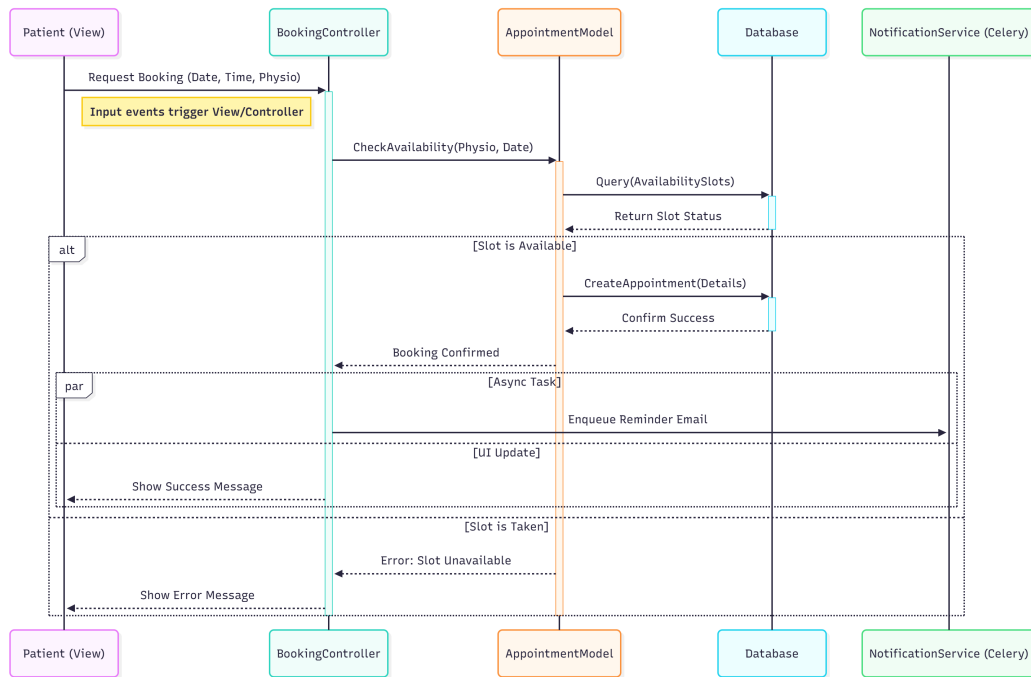 Patient (View)
BookingController
AppointmentModel
Database
NotificationService (Celery)
Request Booking (Date, Time, Physio)
Input events trigger View/Controller
CheckAvailability(Physio, Date)
Query(AvailabilitySlots)
Return Slot Status
alt
[Slot is Available]
CreateAppointment(Details)
Confirm Success
Booking Confirmed
par
[Async Task]
Enqueue Reminder Email
[UI Update]
Show Success Message
[Slot is Taken]
Error: Slot Unavailable
Show Error Message
Patient (View)
BookingController
AppointmentModel
Database
NotificationService (Celery)